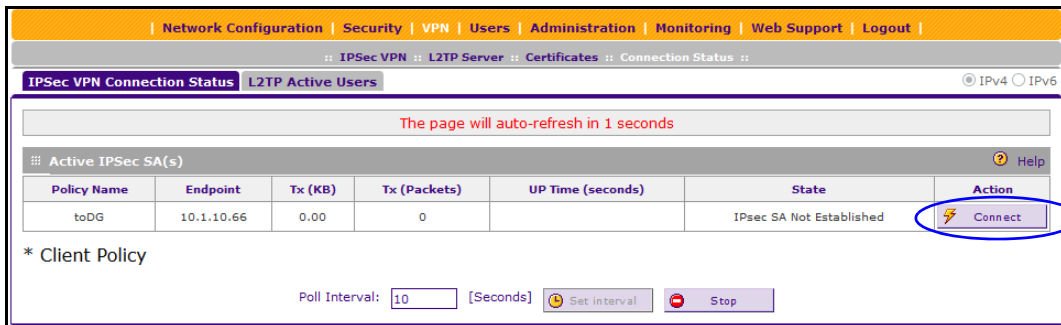 | Network Configuration | Security | VPN | Users | Administration | Monitoring | Web Support | Logout |
:: IPSec VPN :: L2TP Server :: Certificates :: Connection Status ::
IPSec VPN Connection Status L2TP Active Users IPv4 IPv6
The page will auto-refresh in 1 seconds
Active IPSec SA(s) Help
Policy Name Endpoint Tx (KB) Tx (Packets) UP Time (seconds) State Action
toDG 10.1.10.66 0.00 0 IPsec SA Not Established Connect
* Client Policy
Poll Interval: 10 [Seconds] Set interval Stop